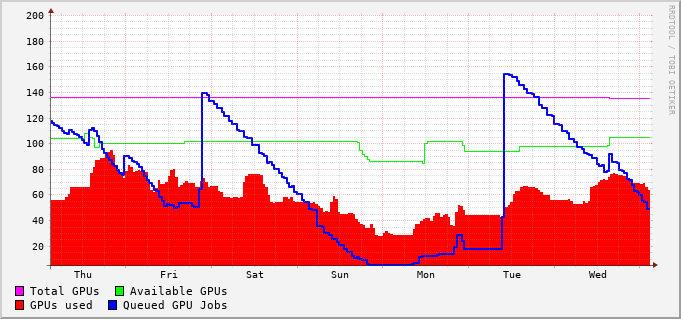 200
180
160
140
120
100
80
60
40
20
Thu Fri Sat Sun Mon Tue Wed
Total GPUs Available GPUs
GPUs used Queued GPU Jobs
RRDTOOL / TOBI OETIKER